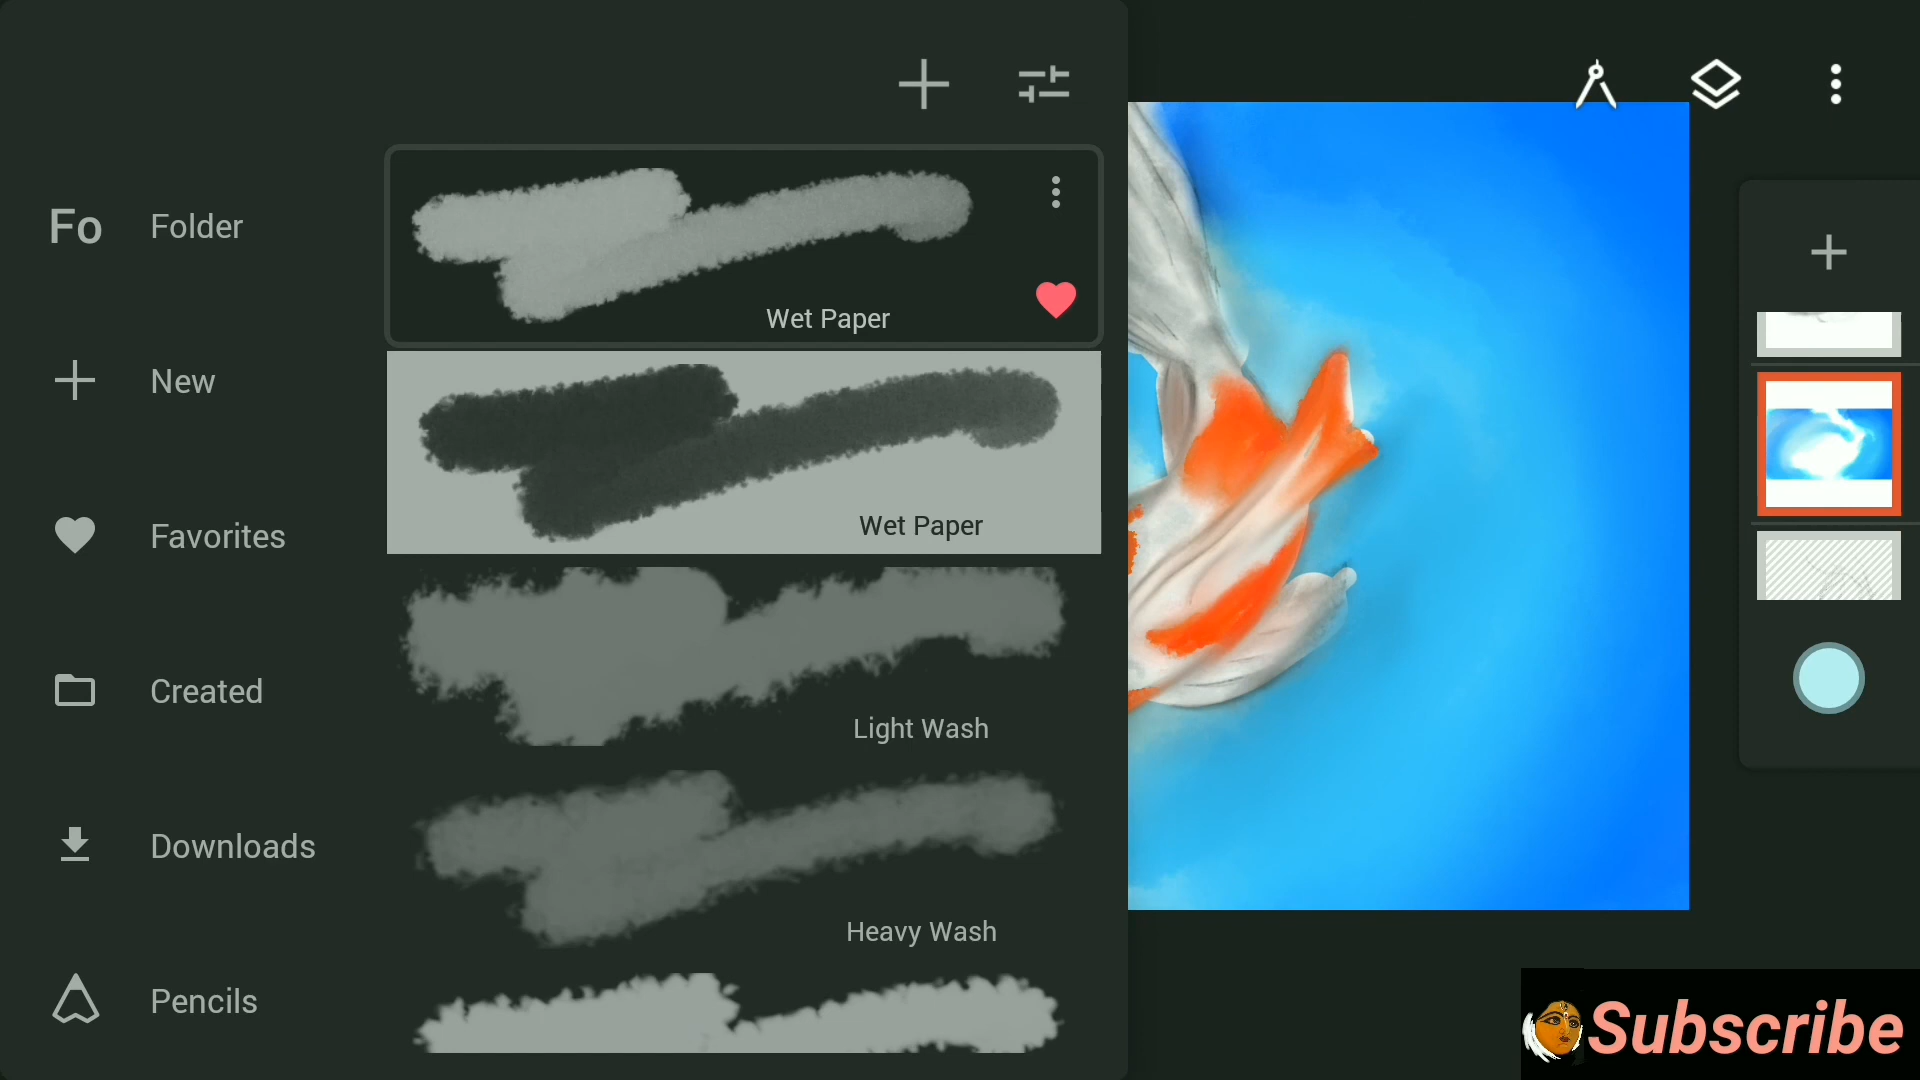 Fo Folder
New
Favorites
Created
Downloads
Pencils
Wet Paper
Wet Paper
Light Wash
Heavy Wash
Subscribe